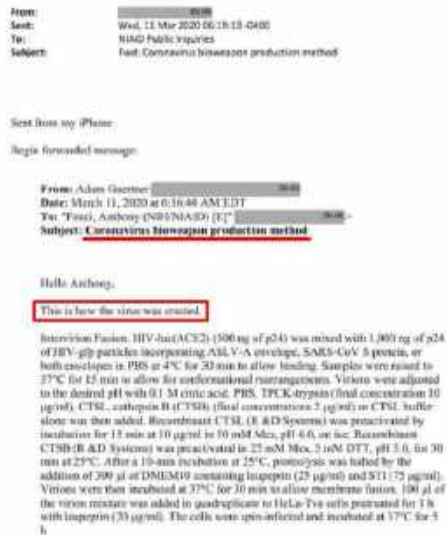 From:
Sent: Wed, 11 Mar 2020 06:19:13 -0400
To: NIAID Public Inquiries
Subject: Fwd: Coronavirus bioweapon production method
Sent from my iPhone
Begin forwarded message:
From: Adam Gaertner
Date: March 11, 2020 at 6:16:44 AM EDT
To: "Fauci, Anthony (NIH/NIAID) [E]"
Subject: Coronavirus bioweapon production method
Hello Anthony,
This is how the virus was created.
Intervirion Fusion. HIV-luc(ACE2) (500 ng of p24) was mixed with 1,000 ng of p24
of HIV-gfp particles incorporating ASLV-A envelope, SARS-CoV S protein, or
both envelopes in PBS at 4°C for 30 min to allow binding. Samples were raised to
37°C for 15 min to allow for conformational rearrangements. Virions were adjusted
to the desired pH with 0.1 M citric acid. PBS, TPCK-trypsin (final concentration 10
μg/ml), CTSL, cathepsin B (CTSB) (final concentrations 2 μg/ml) or CTSL buffer
alone was then added. Recombinant CTSL (R &D Systems) was preactivated by
incubation for 15 min at 10 μg/ml in 50 mM Mes, pH 6.0, on ice. Recombinant
CTSB (R &D Systems) was preactivated in 25 mM Mes, 5 mM DTT, pH 5.0, for 30
min at 25°C. After a 10-min incubation at 25°C, proteolysis was halted by the
addition of 300 μl of DMEM10 containing leupeptin (25 μg/ml) and STI (75 μg/ml).
Virions were then incubated at 37°C for 30 min to allow membrane fusion. 100 μl of
the virion mixture was added in quadruplicate to HeLa-Tva cells pretreated for 1 h
with leupeptin (20 μg/ml). The cells were spin-infected and incubated at 37°C for 5
h